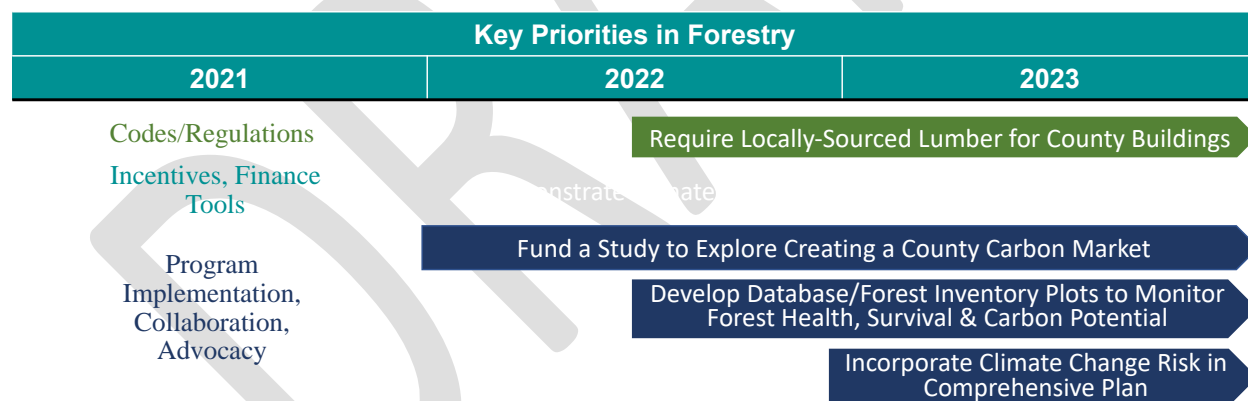 Key Priorities in Forestry
2021 2022 2023
Codes/Regulations
Require Locally-Sourced Lumber for County Buildings
Incentives, Finance
Tools
Fund a Study to Explore Creating a County Carbon Market
Program
Implementation,
Collaboration,
Advocacy
Develop Database/Forest Inventory Plots to Monitor
Forest Health, Survival & Carbon Potential
Incorporate Climate Change Risk in
Comprehensive Plan